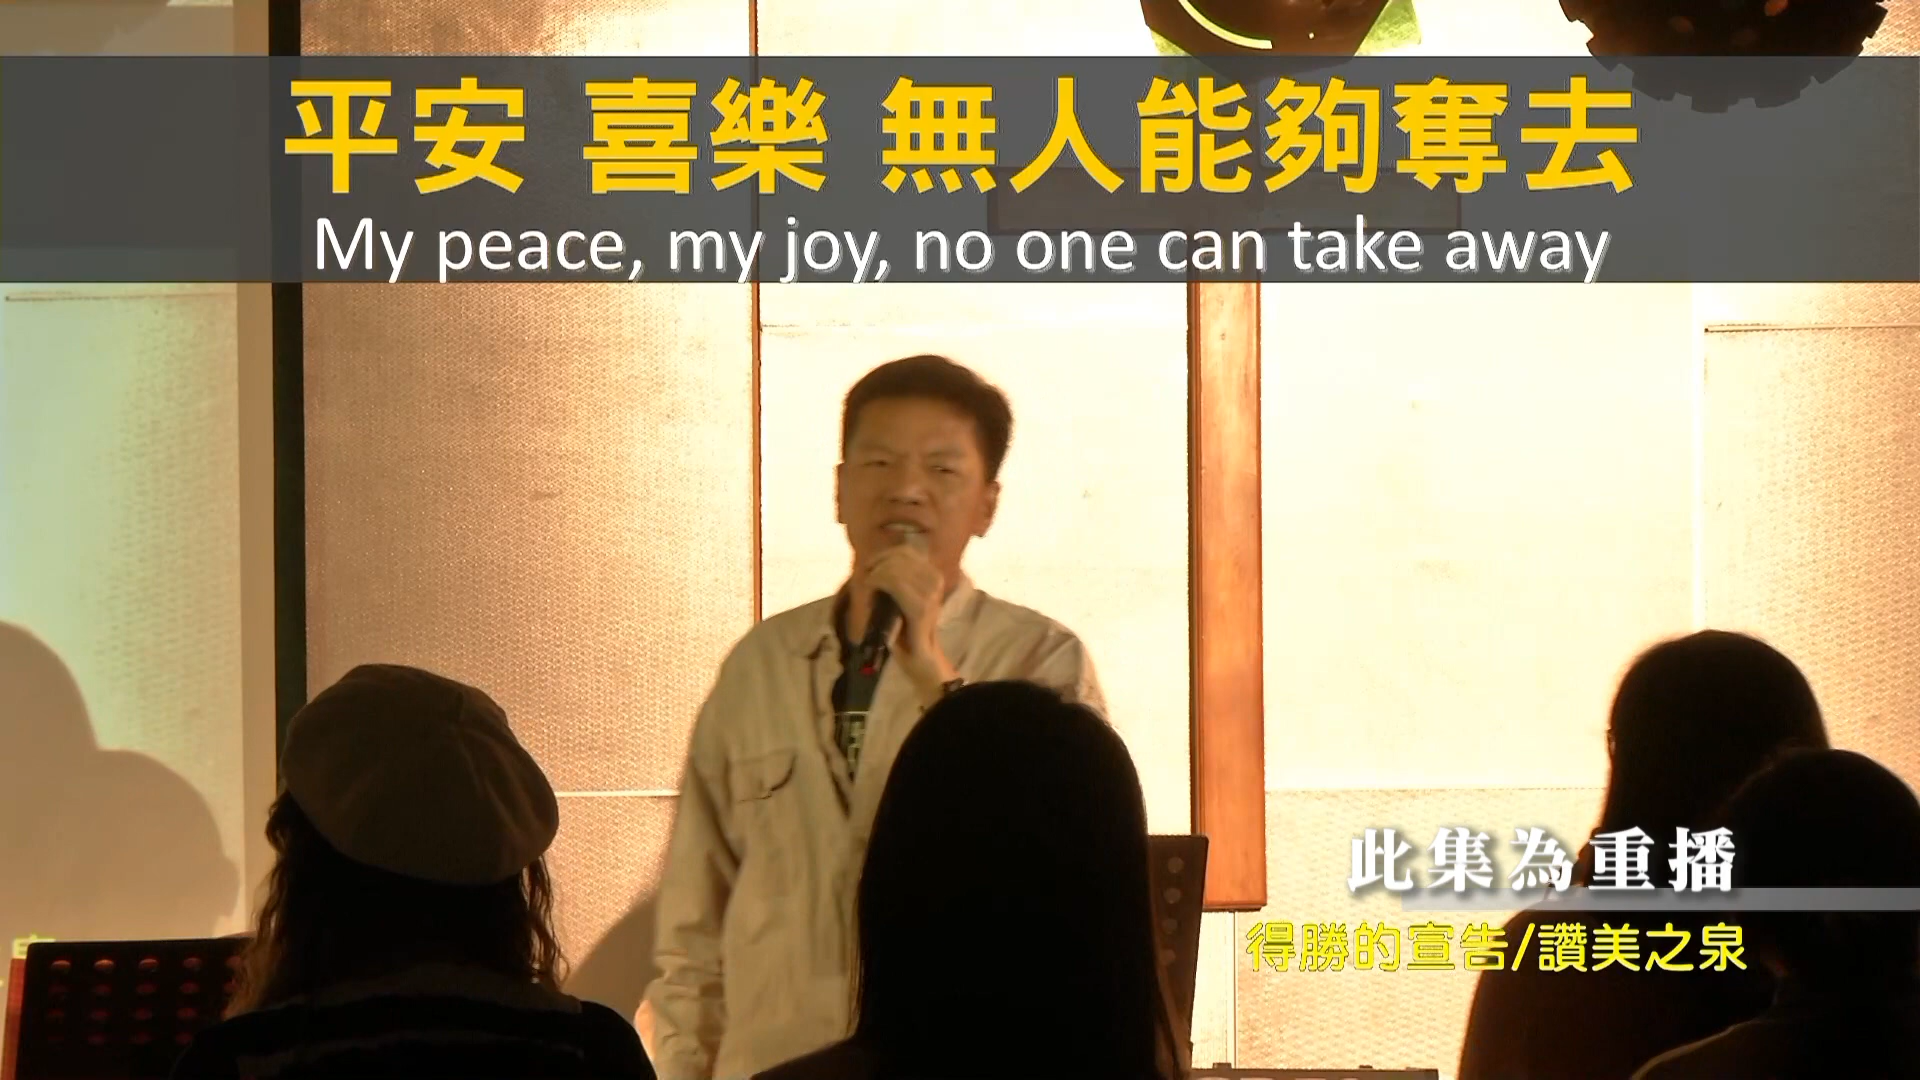 平安 喜樂 無人能夠奪去
My peace, my joy, no one can take away
此集為重播
得勝的宣告/讚美之泉